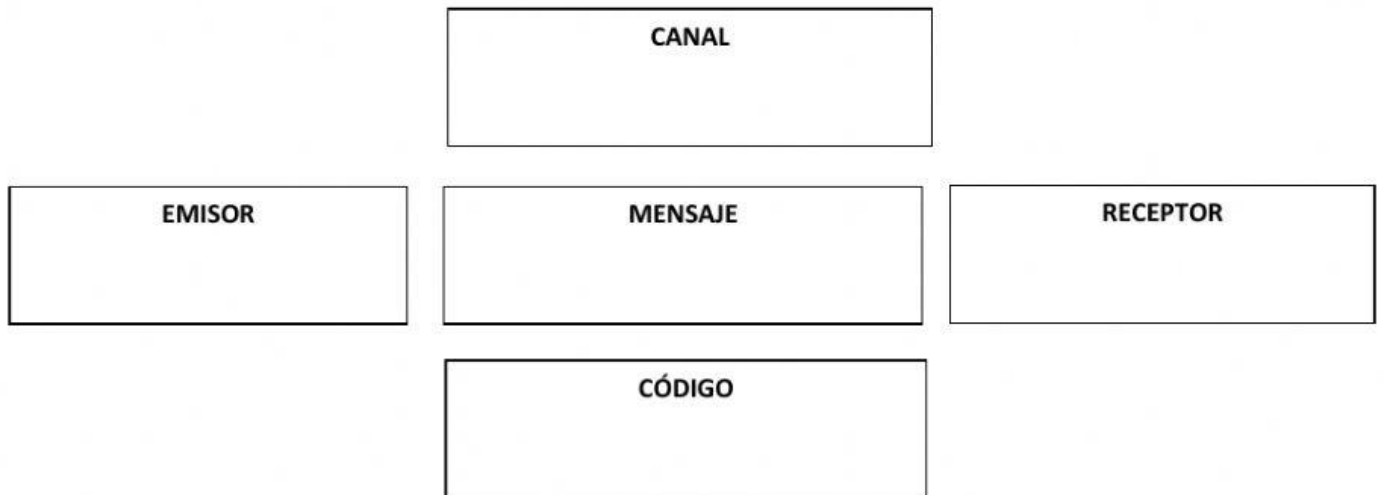 CANAL
EMISOR
MENSAJE
RECEPTOR
CÓDIGO